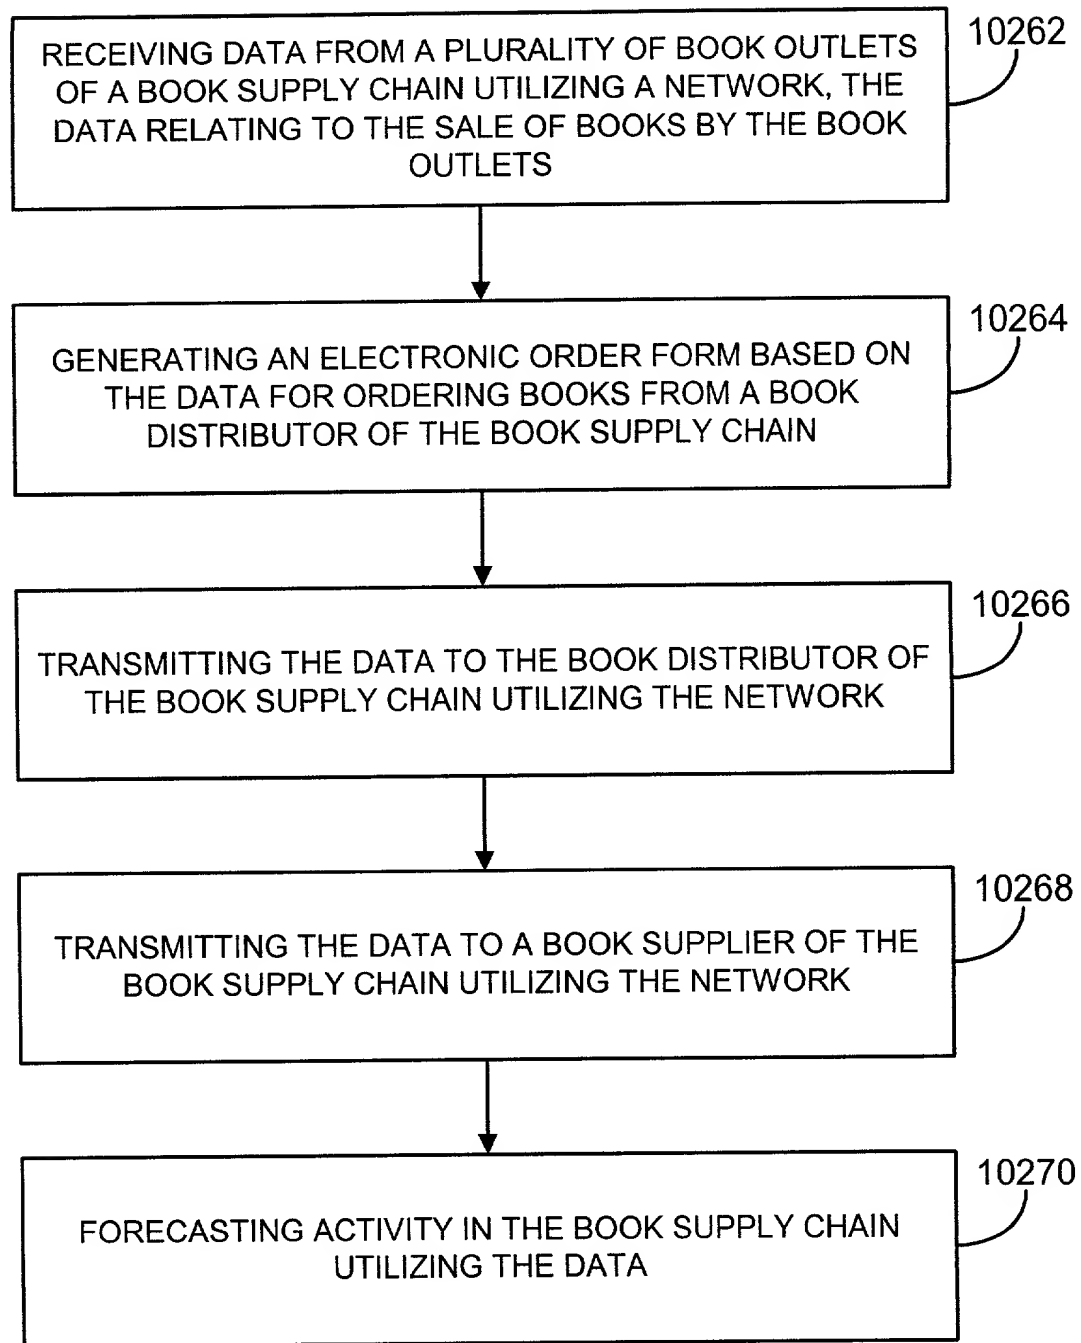 10262
RECEIVING DATA FROM A PLURALITY OF BOOK OUTLETS
OF A BOOK SUPPLY CHAIN UTILIZING A NETWORK, THE
DATA RELATING TO THE SALE OF BOOKS BY THE BOOK
OUTLETS
10264
GENERATING AN ELECTRONIC ORDER FORM BASED ON
THE DATA FOR ORDERING BOOKS FROM A BOOK
DISTRIBUTOR OF THE BOOK SUPPLY CHAIN
10266
TRANSMITTING THE DATA TO THE BOOK DISTRIBUTOR OF
THE BOOK SUPPLY CHAIN UTILIZING THE NETWORK
10268
TRANSMITTING THE DATA TO A BOOK SUPPLIER OF THE
BOOK SUPPLY CHAIN UTILIZING THE NETWORK
10270
FORECASTING ACTIVITY IN THE BOOK SUPPLY CHAIN
UTILIZING THE DATA